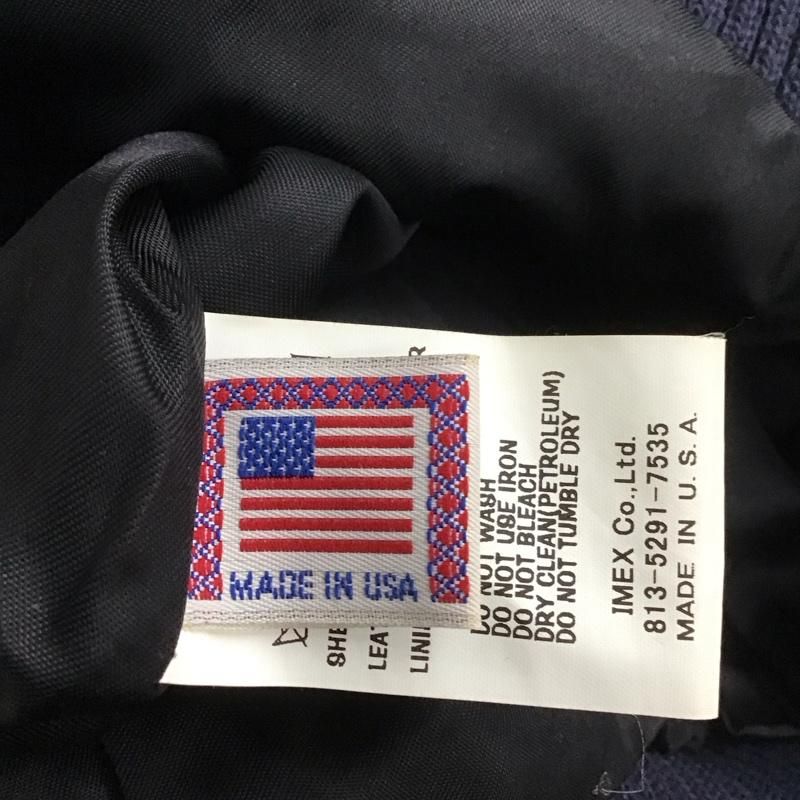 MADE IN USA
DO NOT WASH
DO NOT USE IRON
DO NOT BLEACH
DRY CLEAN(PETROLEUM)
DO NOT TUMBLE DRY
IMEX Co.,Ltd.
813-5291-7535
MADE IN U. S. A.